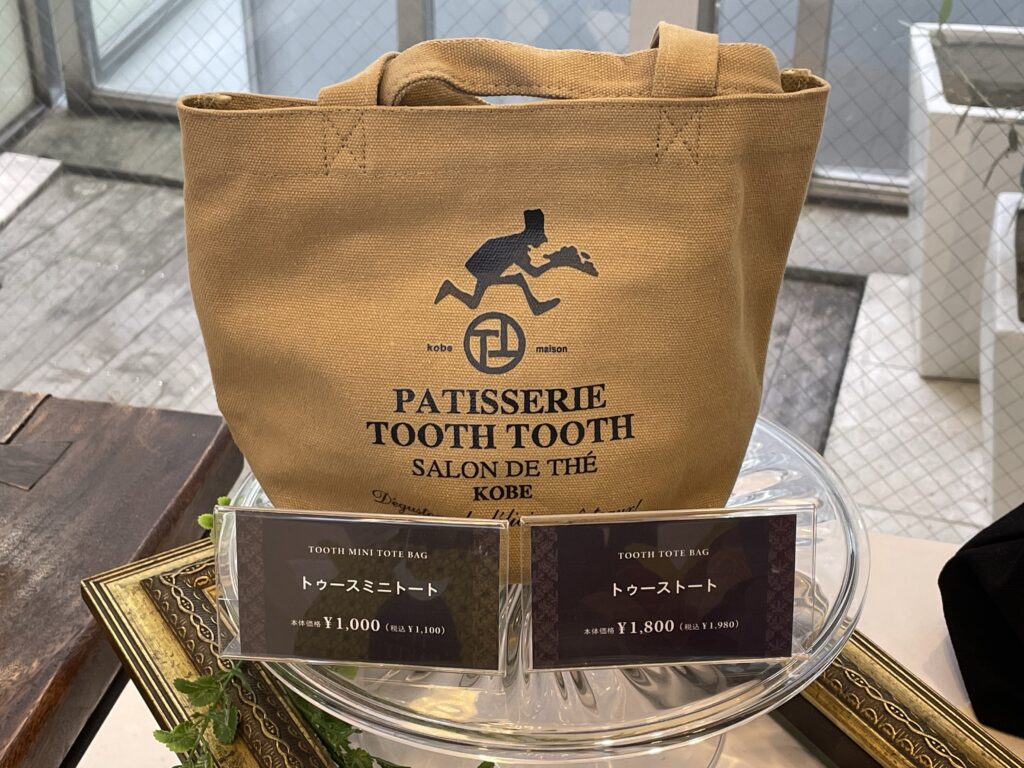 kobe maison
PATISSERIE
TOOTH TOOTH
SALON DE THÉ
KOBE
TOOTH MINI TOTE BAG
トゥースミニトート
本体価格 ¥1,000 (税込 ¥1,100)
TOOTH TOTE BAG
トゥーストート
本体価格 ¥1,800 (税込 ¥1,980)